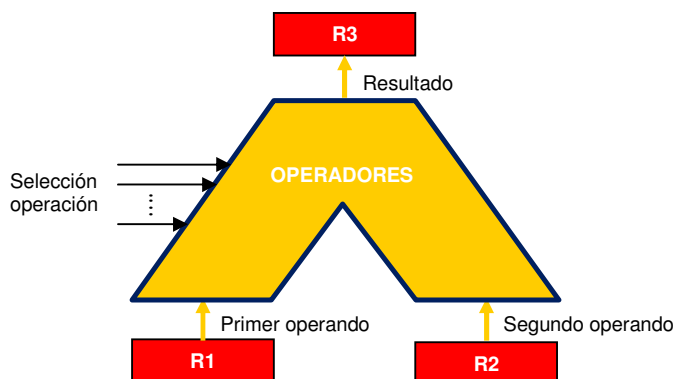 R3
Resultado
OPERADORES
Selección
operación
Primer operando
Segundo operando
R1
R2